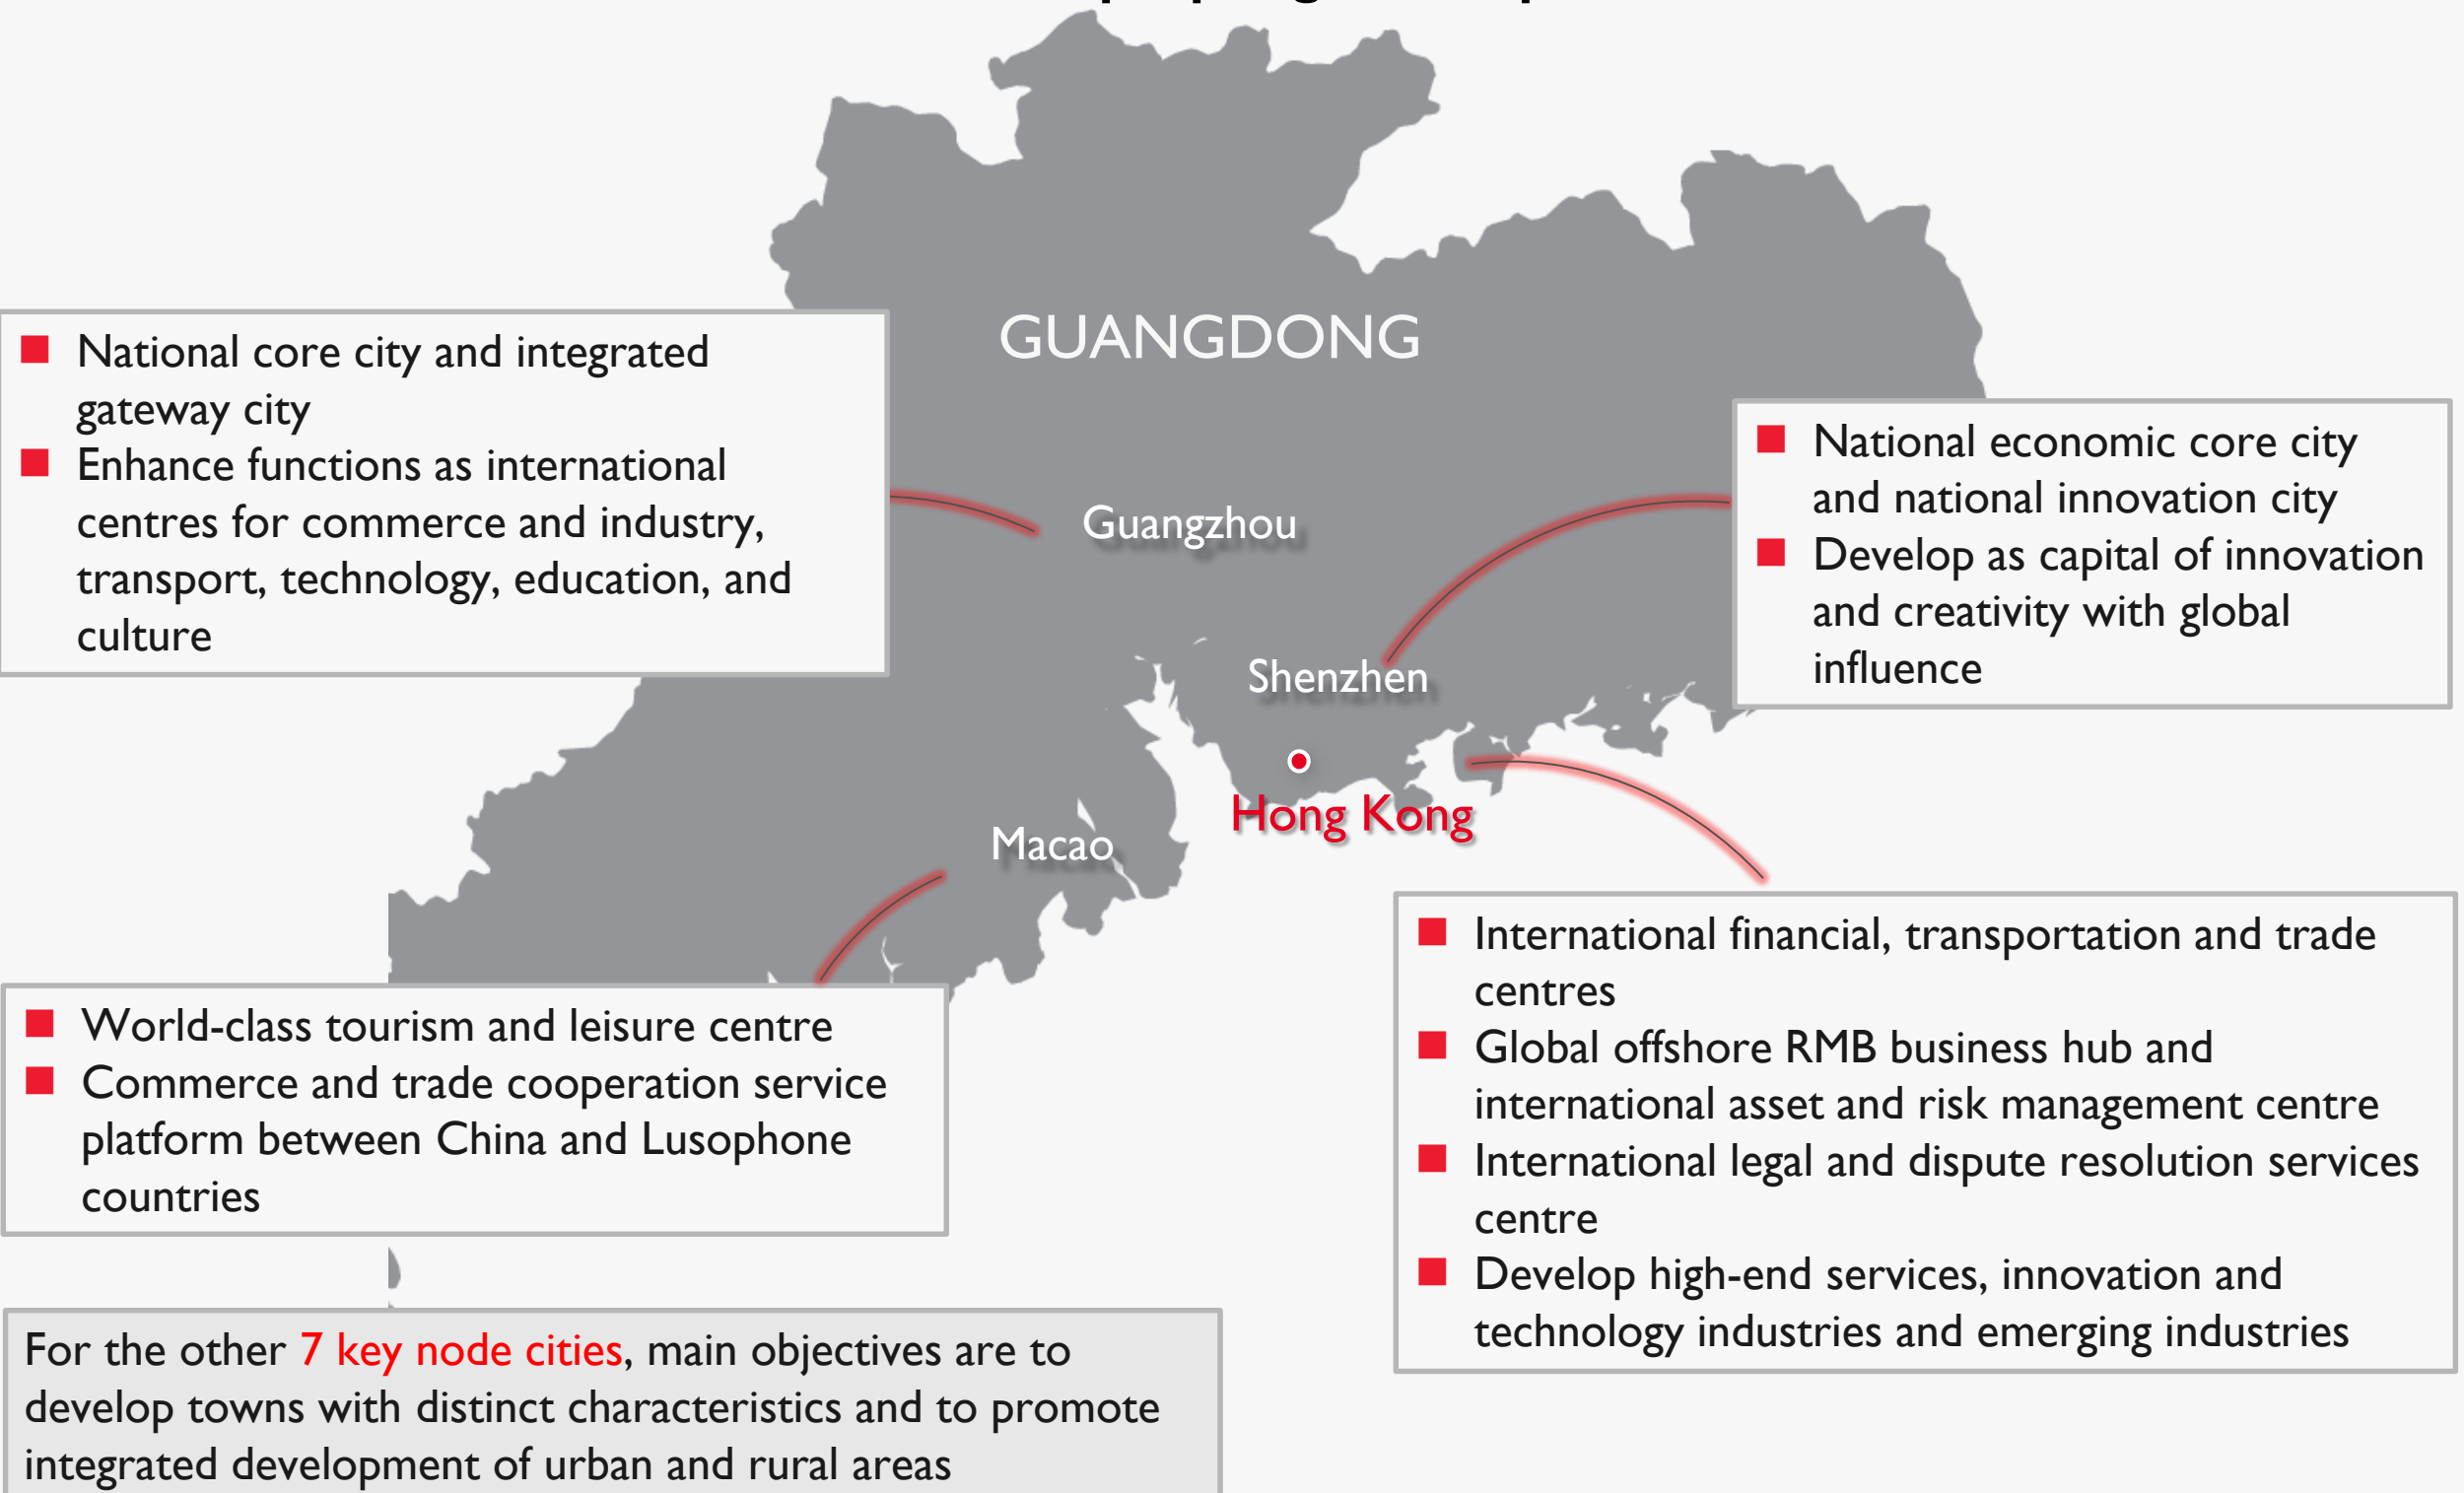 GUANGDONG
National core city and integrated
gateway city
Enhance functions as international
centres for commerce and industry,
transport, technology, education, and
culture
National economic core city
and national innovation city
Develop as capital of innovation
and creativity with global
influence
Guangzhou
Shenzhen
Hong Kong
Macao
International financial, transportation and trade
centres
Global offshore RMB business hub and
international asset and risk management centre
International legal and dispute resolution services
centre
Develop high-end services, innovation and
technology industries and emerging industries
World-class tourism and leisure centre
Commerce and trade cooperation service
platform between China and Lusophone
countries
For the other 7 key node cities, main objectives are to
develop towns with distinct characteristics and to promote
integrated development of urban and rural areas